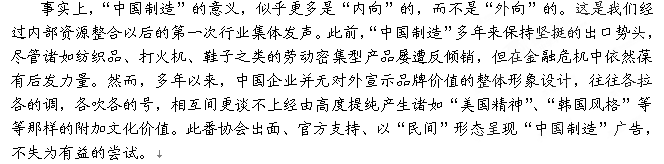 事实上，“中国制造”的意义，似乎更多是“内向”的，而不是“外向”的。这是我们经
过内部资源整合以后的第一次行业集体发声。此前，“中国制造”多年来保持坚挺的出口势头，
尽管诸如纺织品、打火机、鞋子之类的劳动密集型产品屡遭反倾销，但在金融危机中依然葆
有后发力量。然而，多年以来，中国企业并无对外宣示品牌价值的整体形象设计，往往各拉
各的调，各吹各的号，相互间更谈不上经由高度提纯产生诸如“美国精神”、“韩国风格”等
等那样的附加文化价值。此番协会出面、官方支持、以“民间”形态呈现“中国制造”广告，
不失为有益的尝试。